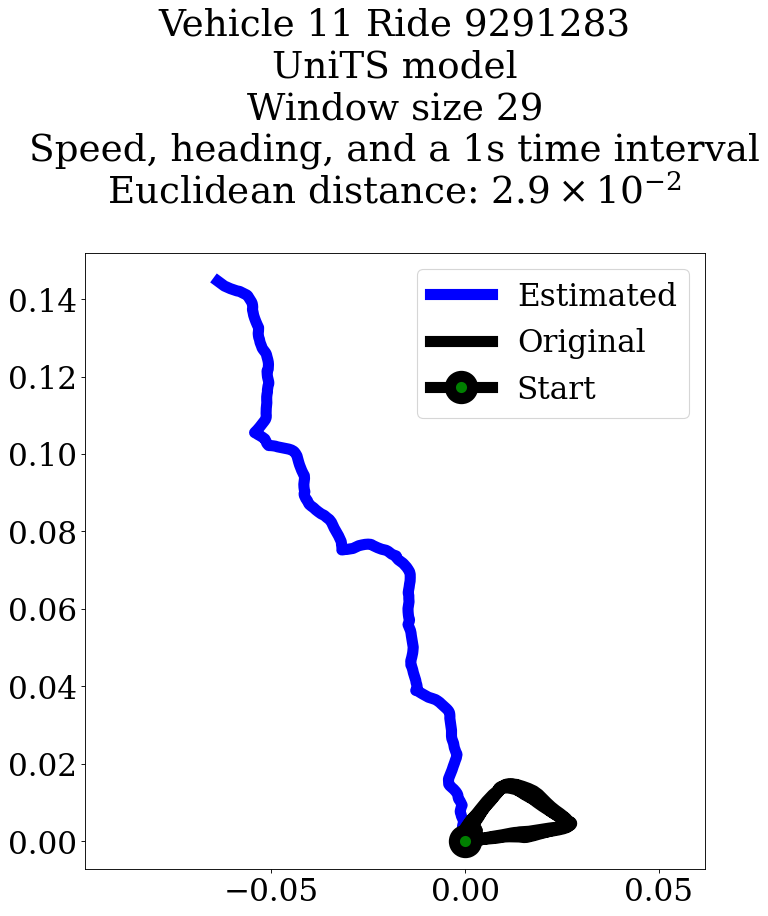 Vehicle 11 Ride 9291283
UniTS model
Window size 29
Speed, heading, and a 1s time interval
Euclidean distance: 2.9 × 10⁻²
Estimated
Original
Start
0.14
0.12
0.10
0.08
0.06
0.04
0.02
0.00
−0.05 0.00 0.05